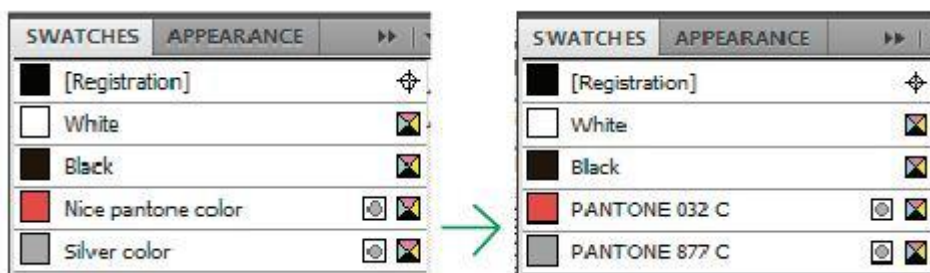 SWATCHES APPEARANCE
[Registration]
White
Black
Nice pantone color
Silver color
SWATCHES APPEARANCE
[Registration]
White
Black
PANTONE 032 C
PANTONE 877 C